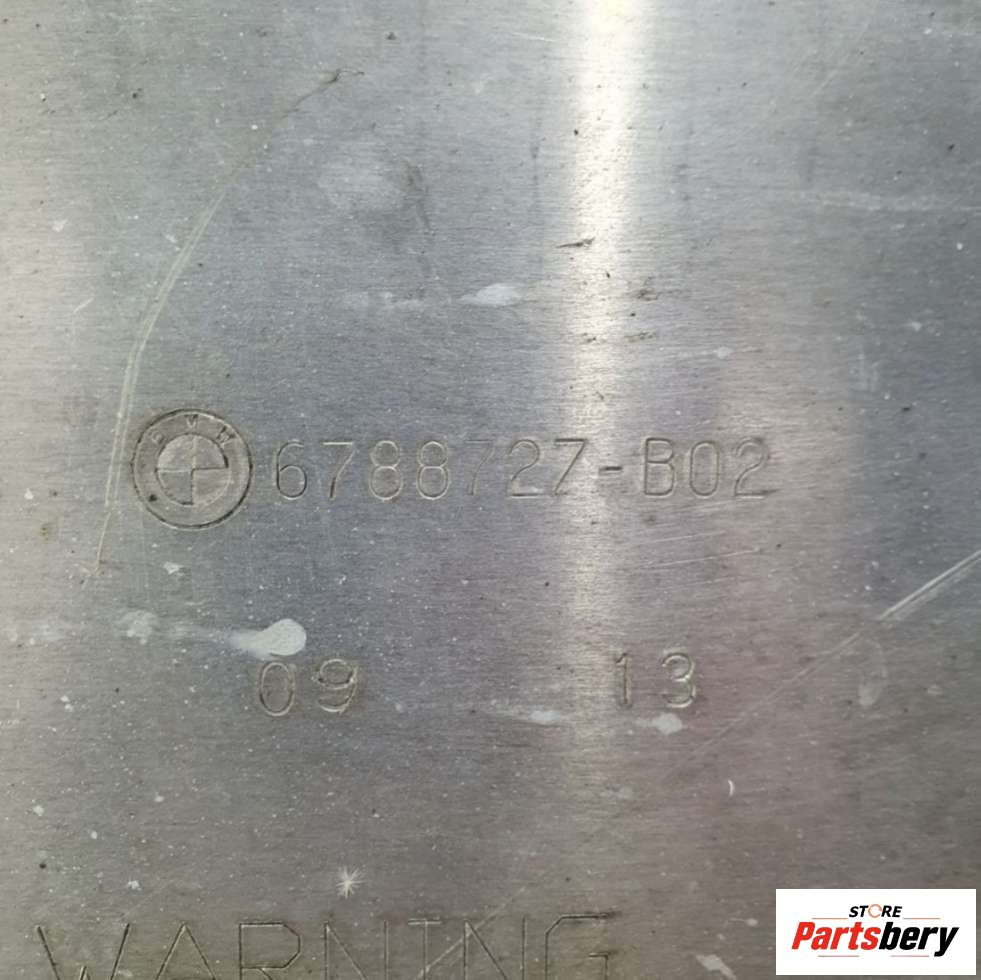 BMW 6788727-B02
09 13
WARNING
STORE
Partsbery